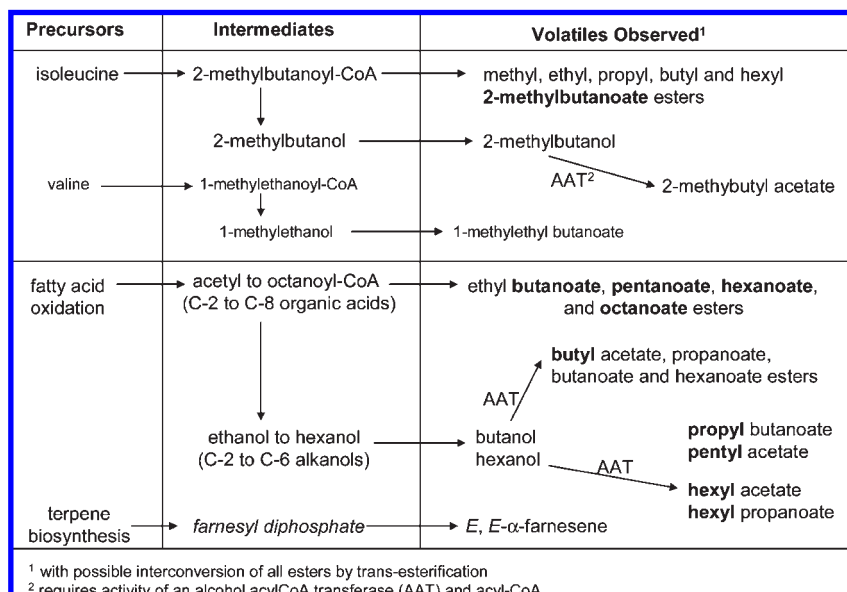 Precursors
Intermediates
Volatiles Observed1
isoleucine
2-methylbutanoyl-CoA
methyl, ethyl, propyl, butyl and hexyl
2-methylbutanoate esters
2-methylbutanol
2-methylbutanol
AAT2
2-methybutyl acetate
valine
1-methylethanoyl-CoA
1-methylethanol
1-methylethyl butanoate
fatty acid
oxidation
acetyl to octanoyl-CoA
(C-2 to C-8 organic acids)
ethyl butanoate, pentanoate, hexanoate,
and octanoate esters
butyl acetate, propanoate,
butanoate and hexanoate esters
AAT
ethanol to hexanol
(C-2 to C-6 alkanols)
butanol
hexanol
AAT
propyl butanoate
pentyl acetate
hexyl acetate
hexyl propanoate
terpene
biosynthesis
farnesyl diphosphate
E, E-α-farnesene
1 with possible interconversion of all esters by trans-esterification
2 requires activity of an alcohol acylCoA transferase (AAT) and acyl-CoA